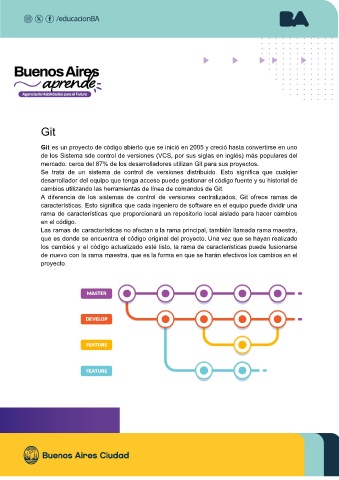 /educacionBA
BA
Buenos Aires
aprende
Agencia de Habilidades para el Futuro
Git
Git es un proyecto de código abierto que se inició en 2005 y creció hasta convertirse en uno
de los Sistema sde control de versiones (VCS, por sus siglas en inglés) más populares del
mercado: cerca del 87% de los desarrolladores utilizan Git para sus proyectos.
Se trata de un sistema de control de versiones distribuido. Esto significa que cualquier
desarrollador del equipo que tenga acceso puede gestionar el código fuente y su historial de
cambios utilizando las herramientas de línea de comandos de Git.
A diferencia de los sistemas de control de versiones centralizados, Git ofrece ramas de
características. Esto significa que cada ingeniero de software en el equipo puede dividir una
rama de características que proporcionará un repositorio local aislado para hacer cambios
en el código.
Las ramas de características no afectan a la rama principal, también llamada rama maestra,
que es donde se encuentra el código original del proyecto. Una vez que se hayan realizado
los cambios y el código actualizado esté listo, la rama de características puede fusionarse
de nuevo con la rama maestra, que es la forma en que se harán efectivos los cambios en el
proyecto.
MASTER
DEVELOP
FEATURE
FEATURE
Buenos Aires Ciudad